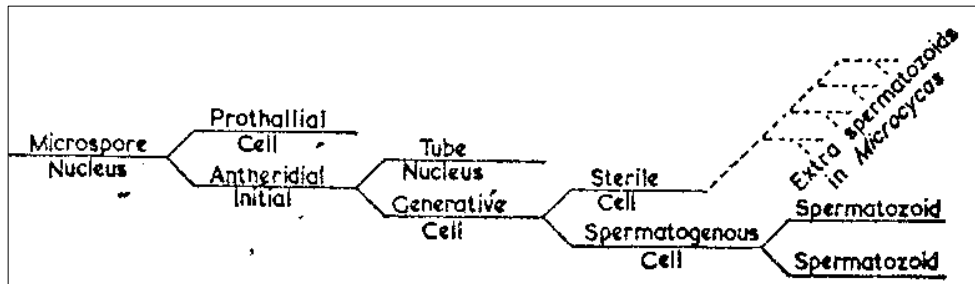 Microspore
Nucleus
Prothallial
Cell
Antheridial
Initial
Tube
Nucleus
Generative
Cell
Sterile
Cell
Spermatogenous
Cell
Extra spermatozoids
in Microcycas
Spermatozoid
Spermatozoid